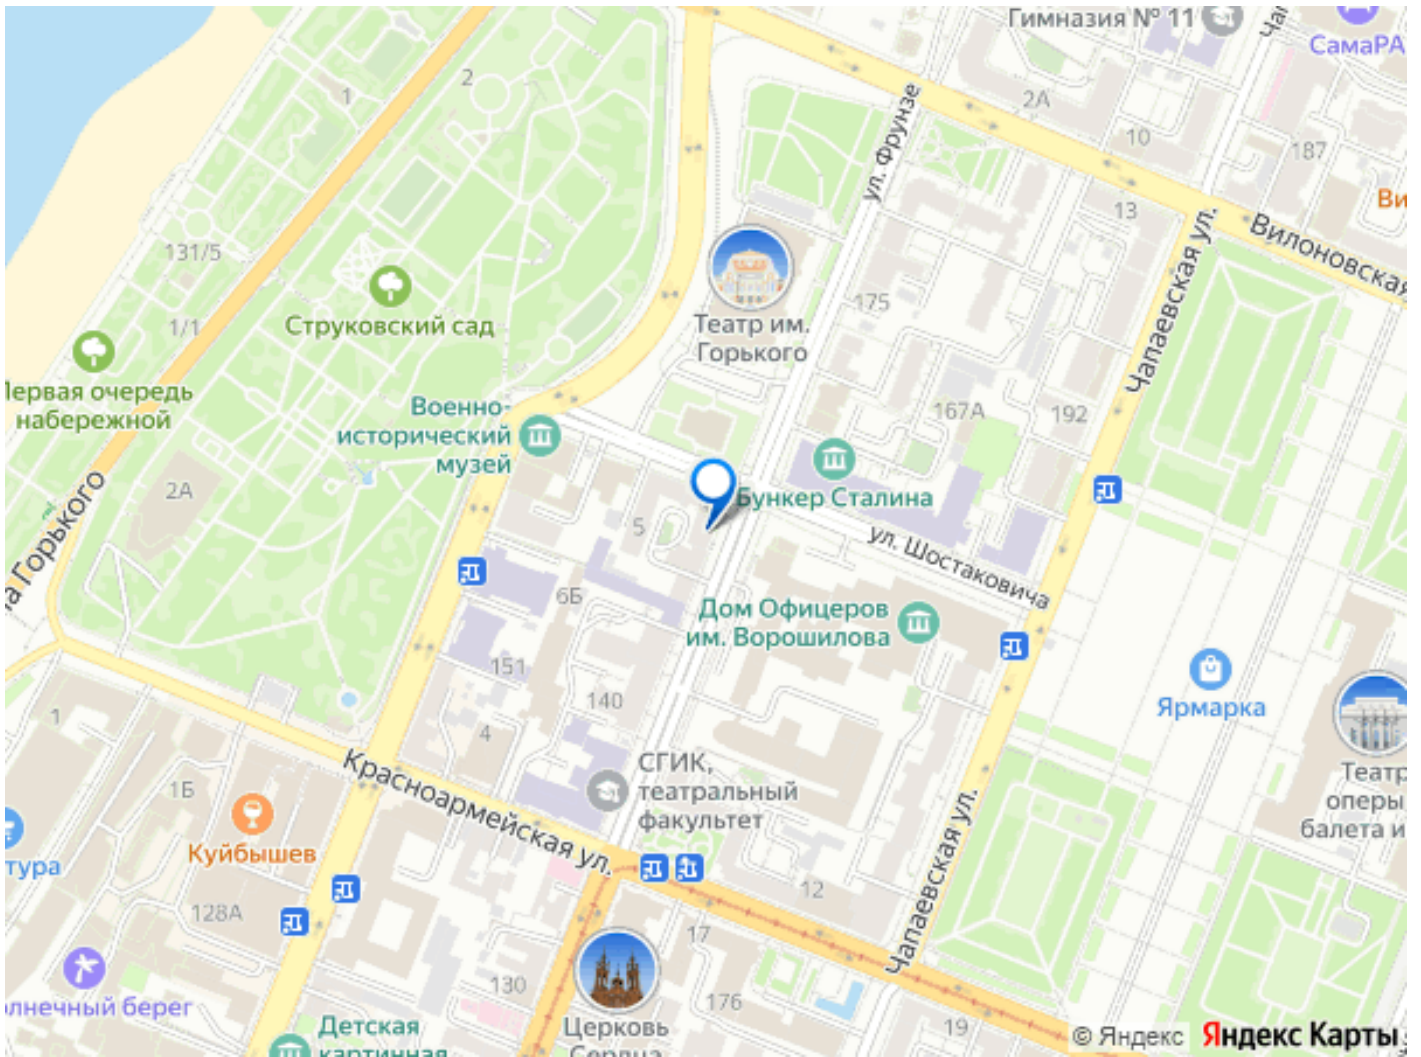 Гимназия № 11
СамаРА
2
1
2А
ул. Фрунзе
10
187
Ви
13
Вилоновская
131/5
Чапаевская ул.
175
Струковский сад
1/1
Театр им.
Горького
Первая очередь
набережной
Военно-
исторический
музей
167А
192
2А
Бункер Сталина
5
ул. Шостаковича
а Горького
6Б
Дом Офицеров
им. Ворошилова
151
140
Ярмарка
1
4
Красноармейская ул.
СГИК,
театральный
факультет
Театр
оперы
балета и
1Б
Куйбышев
тура
Чапаевская ул.
12
128А
17
130
176
лнечный берег
Детская
картинная
Церковь
Сердца
19
© Яндекс
Яндекс Карты